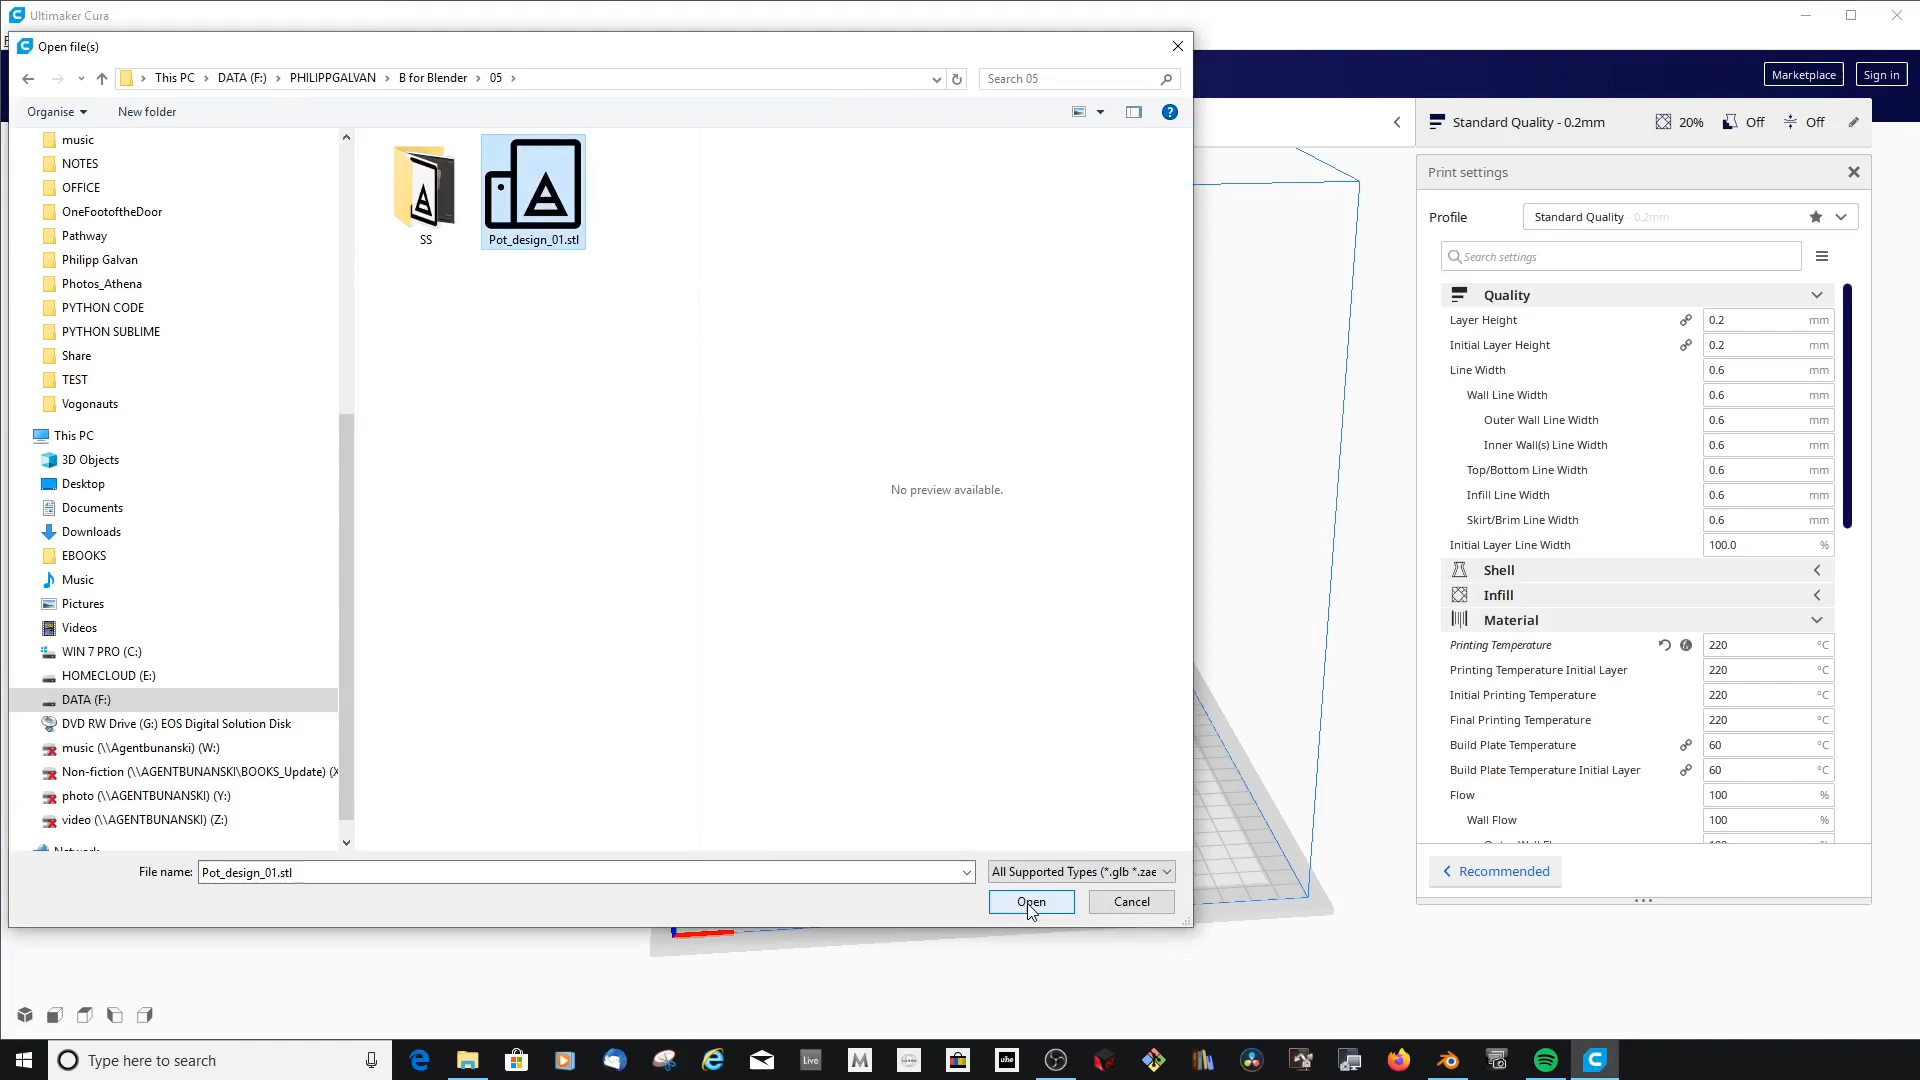 Ultimaker Cura
Open file(s)
This PC
DATA (F:)
PHILIPPGALVAN
B for Blender
05
Search 05
Organise
New folder
music
NOTES
OFFICE
OneFootoftheDoor
Pathway
Philipp Galvan
Photos_Athena
PYTHON CODE
PYTHON SUBLIME
Share
TEST
Vogonauts
This PC
3D Objects
Desktop
Documents
Downloads
EBOOKS
Music
Pictures
Videos
WIN 7 PRO (C:)
HOMECLOUD (E:)
DATA (F:)
DVD RW Drive (G:) EOS Digital Solution Disk
music (\\Agentbunanski) (W:)
Non-fiction (\\AGENTBUNANSKI\BOOKS_Update) (X
photo (\\AGENTBUNANSKI) (Y:)
video (\\AGENTBUNANSKI) (Z:)
SS
Pot_design_01.stl
No preview available.
File name: Pot_design_01.stl
All Supported Types (*.glb *.zae
Open
Cancel
Marketplace
Sign in
Standard Quality - 0.2mm
20%
Off
Off
Print settings
Profile
Standard Quality - 0.2mm
Search settings
Quality
Layer Height 0.2 mm
Initial Layer Height 0.2 mm
Line Width 0.6 mm
Wall Line Width 0.6 mm
Outer Wall Line Width 0.6 mm
Inner Wall(s) Line Width 0.6 mm
Top/Bottom Line Width 0.6 mm
Infill Line Width 0.6 mm
Skirt/Brim Line Width 0.6 mm
Initial Layer Line Width 100.0 %
Shell
Infill
Material
Printing Temperature 220 °C
Printing Temperature Initial Layer 220 °C
Initial Printing Temperature 220 °C
Final Printing Temperature 220 °C
Build Plate Temperature 60 °C
Build Plate Temperature Initial Layer 60 °C
Flow 100 %
Wall Flow 100 %
Recommended
Type here to search
Live